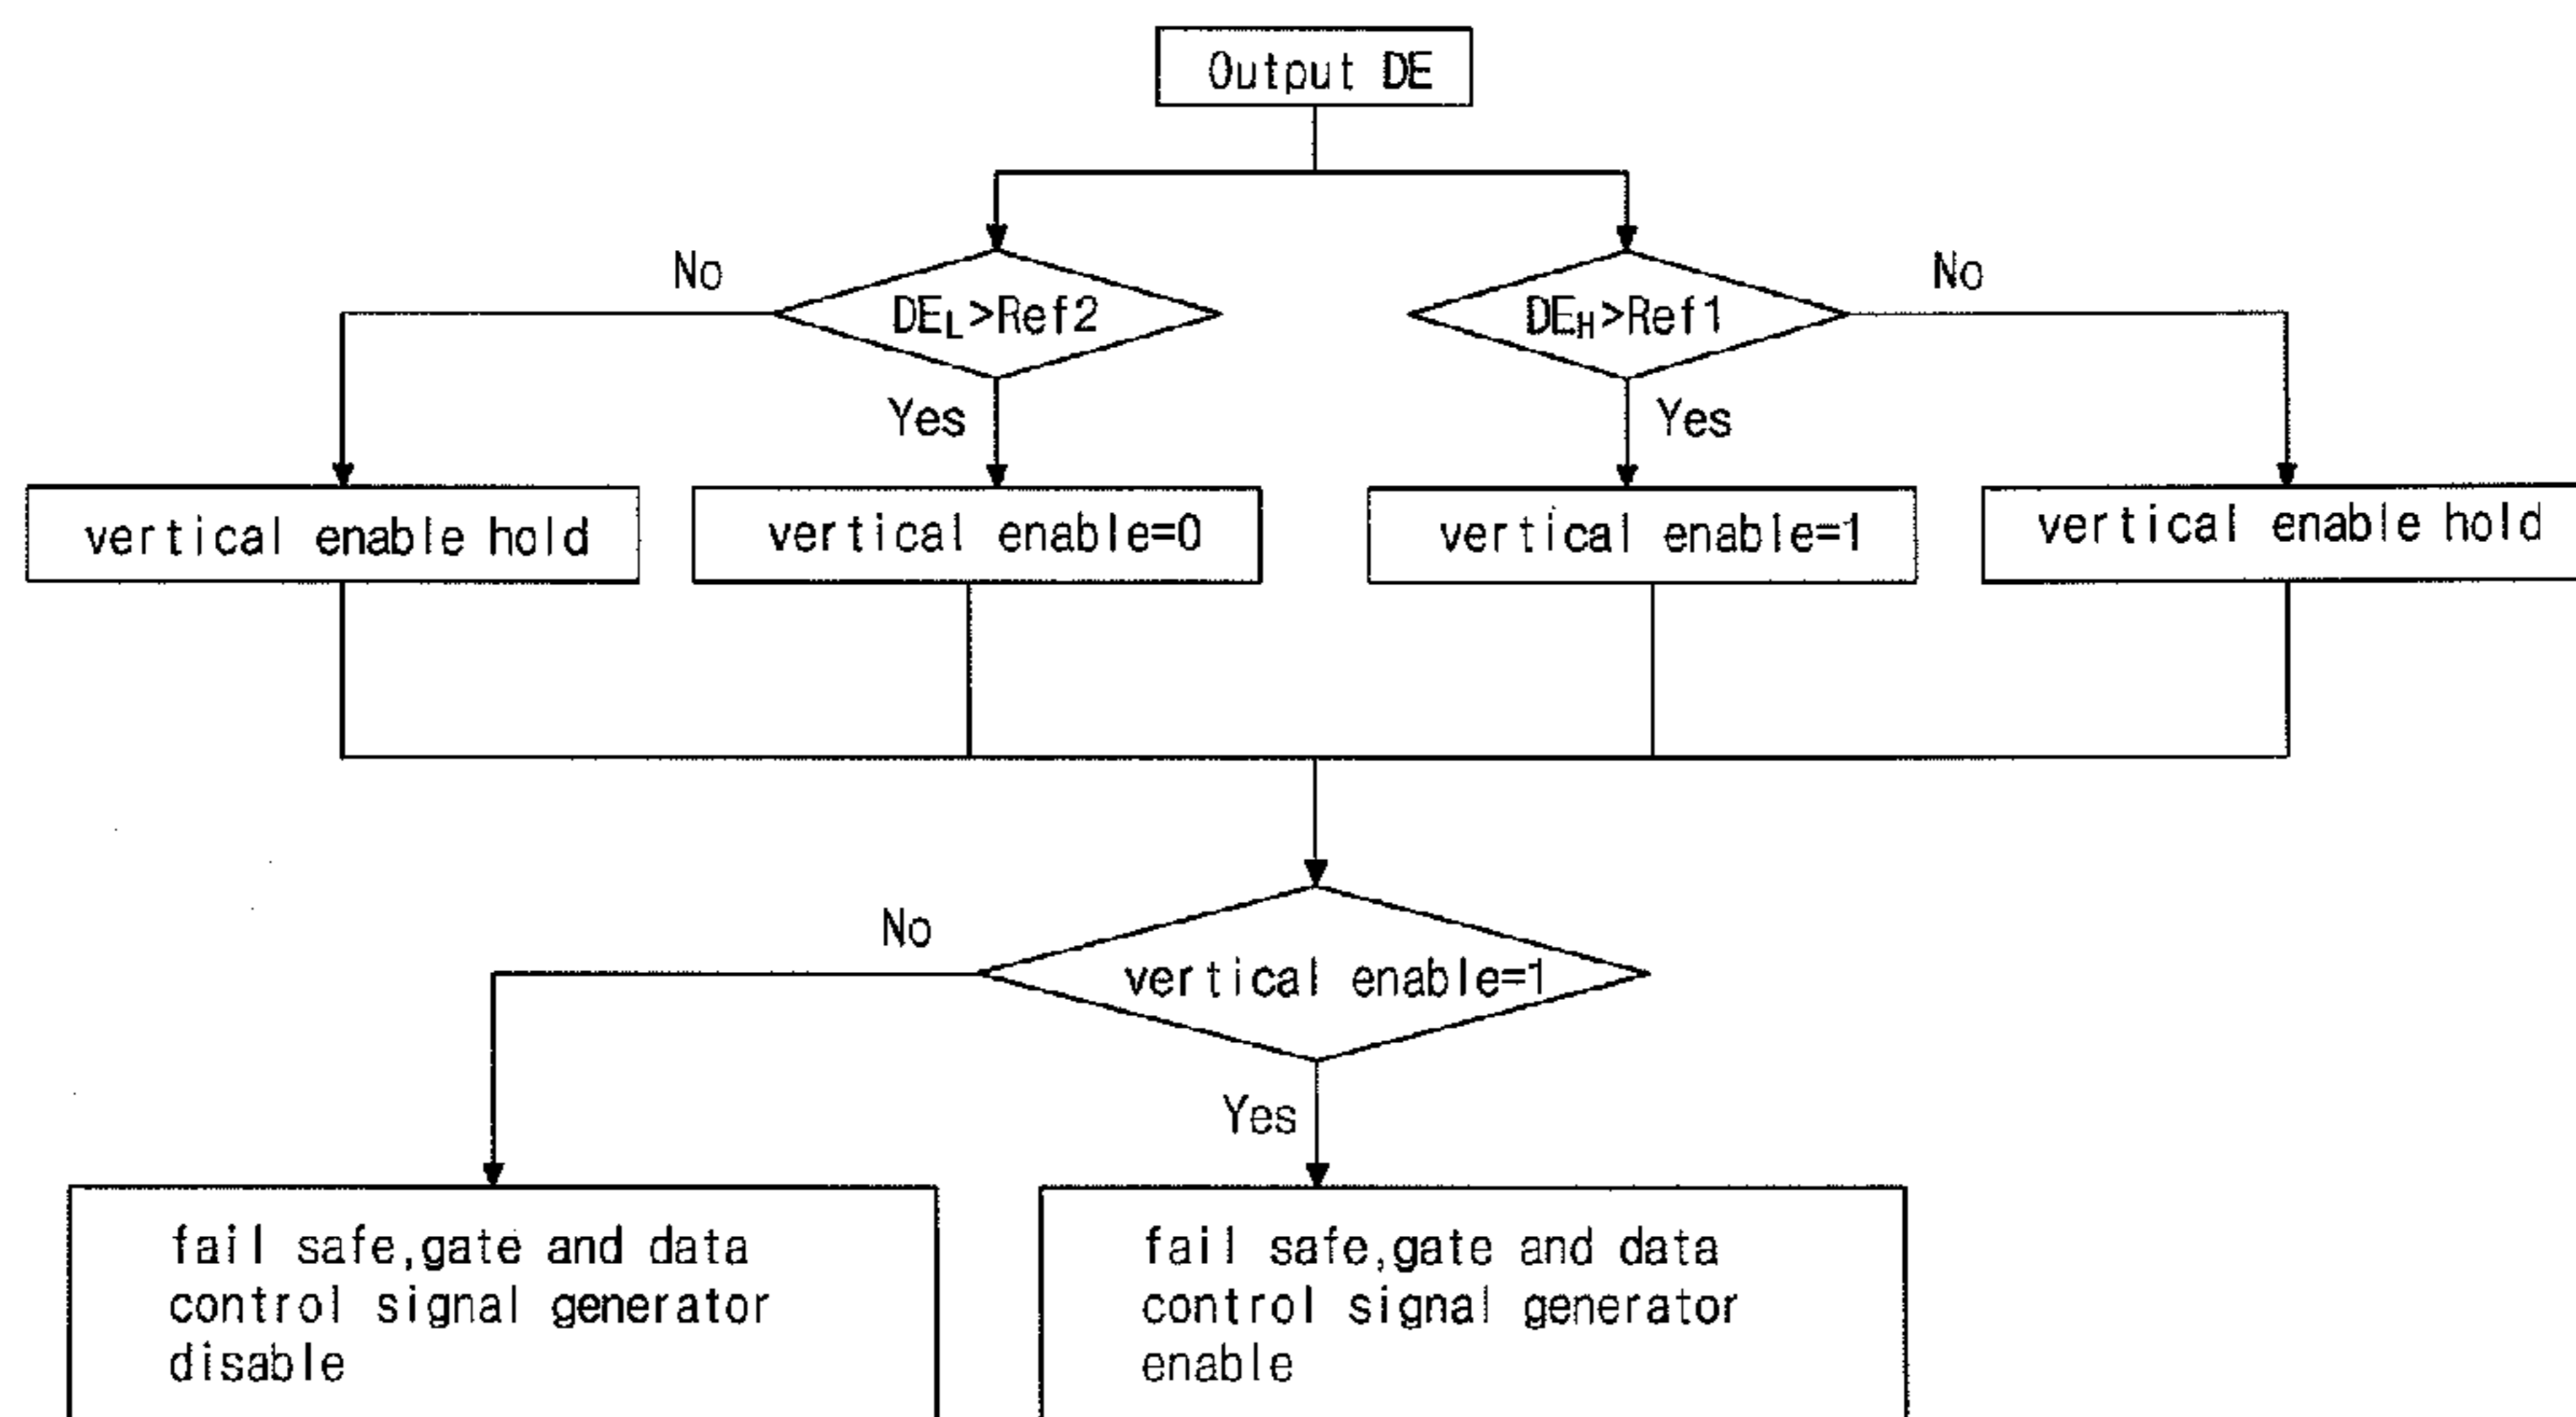 Output DE
No
No
DEL>Ref2
DEH>Ref1
Yes
Yes
vertical enable hold
vertical enable=0
vertical enable=1
vertical enable hold
No
vertical enable=1
Yes
fail safe,gate and data
control signal generator
disable
fail safe,gate and data
control signal generator
enable